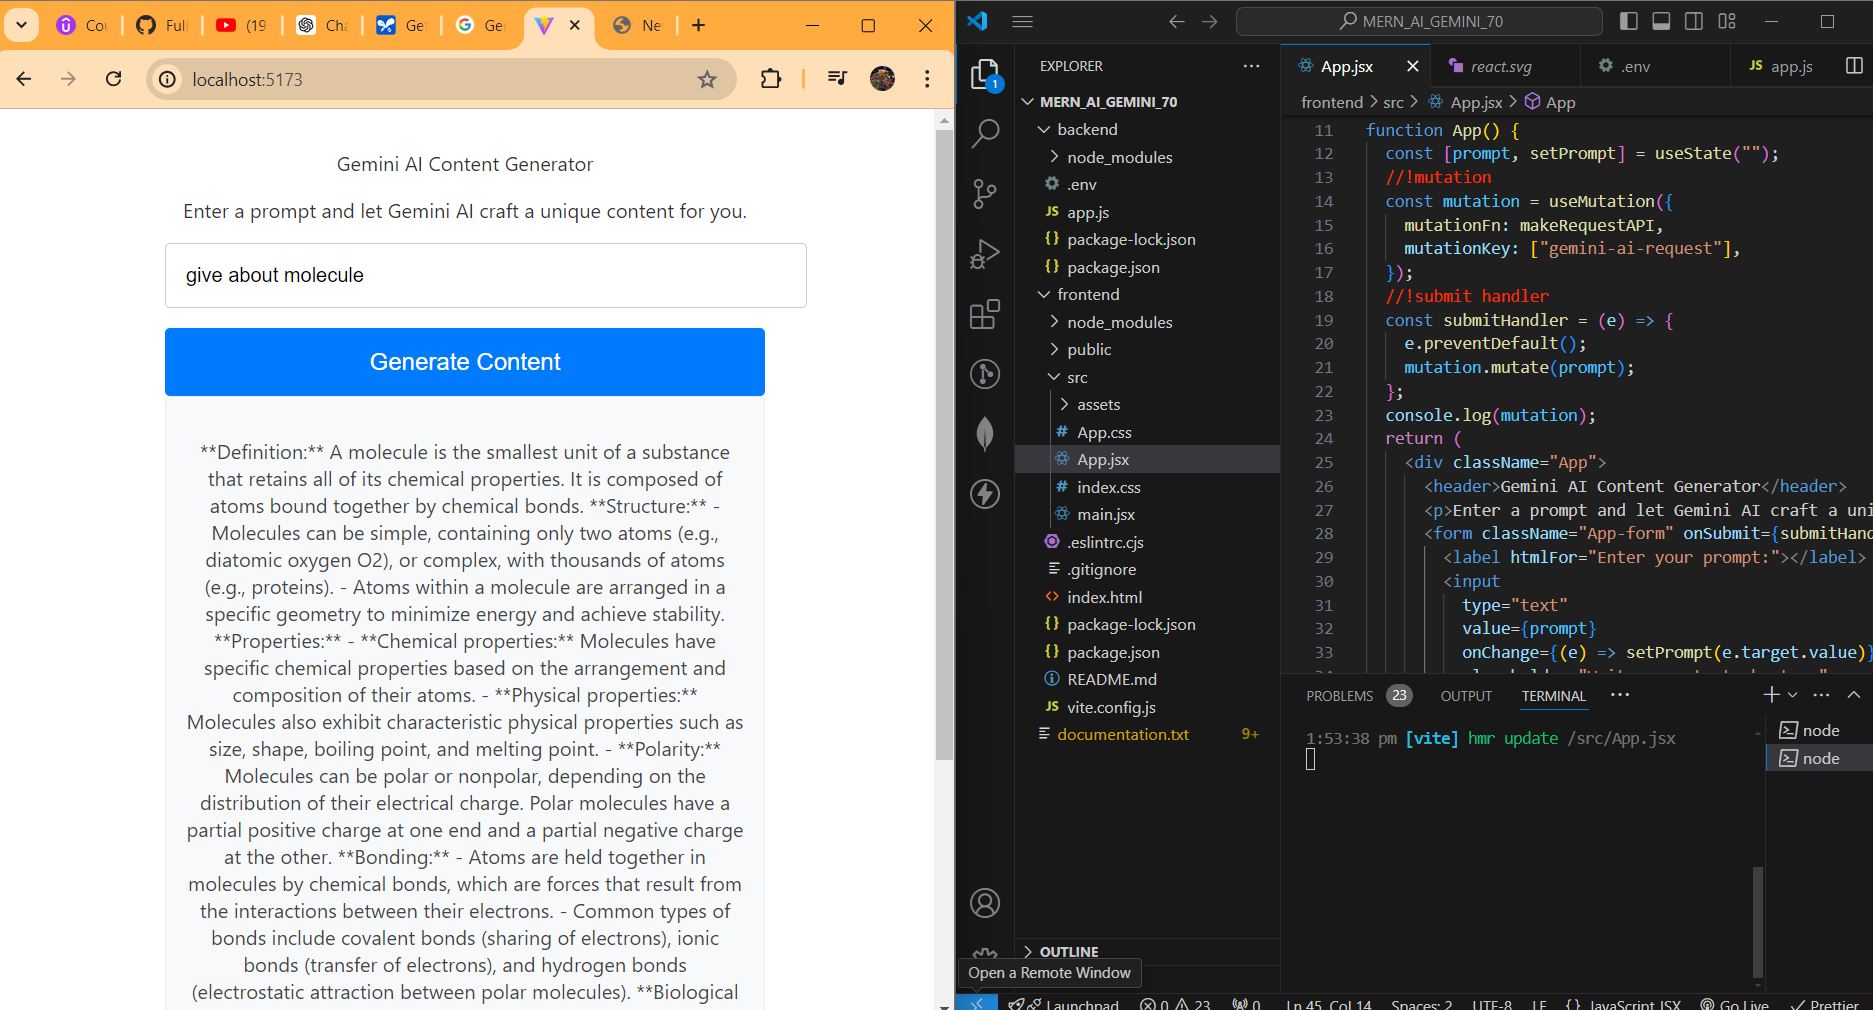 Cou
Full
(19
Cha
Get
Ger
Ne
localhost:5173
Gemini AI Content Generator
Enter a prompt and let Gemini AI craft a unique content for you.
give about molecule
Generate Content
**Definition:** A molecule is the smallest unit of a substance
that retains all of its chemical properties. It is composed of
atoms bound together by chemical bonds. **Structure:** -
Molecules can be simple, containing only two atoms (e.g.,
diatomic oxygen O2), or complex, with thousands of atoms
(e.g., proteins). - Atoms within a molecule are arranged in a
specific geometry to minimize energy and achieve stability.
**Properties:** - **Chemical properties:** Molecules have
specific chemical properties based on the arrangement and
composition of their atoms. - **Physical properties:**
Molecules also exhibit characteristic physical properties such as
size, shape, boiling point, and melting point. - **Polarity:**
Molecules can be polar or nonpolar, depending on the
distribution of their electrical charge. Polar molecules have a
partial positive charge at one end and a partial negative charge
at the other. **Bonding:** - Atoms are held together in
molecules by chemical bonds, which are forces that result from
the interactions between their electrons. - Common types of
bonds include covalent bonds (sharing of electrons), ionic
bonds (transfer of electrons), and hydrogen bonds
(electrostatic attraction between polar molecules). **Biological
MERN_AI_GEMINI_70
EXPLORER
1
MERN_AI_GEMINI_70
backend
node_modules
.env
JS app.js
{} package-lock.json
{} package.json
frontend
node_modules
public
src
assets
# App.css
App.jsx
# index.css
main.jsx
.eslintrc.cjs
.gitignore
<> index.html
{} package-lock.json
{} package.json
README.md
JS vite.config.js
documentation.txt 9+
OUTLINE
Open a Remote Window
App.jsx
react.svg
.env
JS app.js
frontend > src > App.jsx > App
11 function App() {
12 const [prompt, setPrompt] = useState("");
13 //!mutation
14 const mutation = useMutation({
15 mutationFn: makeRequestAPI,
16 mutationKey: ["gemini-ai-request"],
17 });
18 //!submit handler
19 const submitHandler = (e) => {
20 e.preventDefault();
21 mutation.mutate(prompt);
22 };
23 console.log(mutation);
24 return (
25 <div className="App">
26 <header>Gemini AI Content Generator</header>
27 <p>Enter a prompt and let Gemini AI craft a uni
28 <form className="App-form" onSubmit={submitHand
29 <label htmlFor="Enter your prompt:"></label>
30 <input
31 type="text"
32 value={prompt}
33 onChange={(e) => setPrompt(e.target.value)}
PROBLEMS 23 OUTPUT TERMINAL
1:53:38 pm [vite] hmr update /src/App.jsx
node
node
Launchpad 0 23 0 Ln 45, Col 14 Spaces: 2 UTF-8 LF {} JavaScript JSX Go Live Prettier